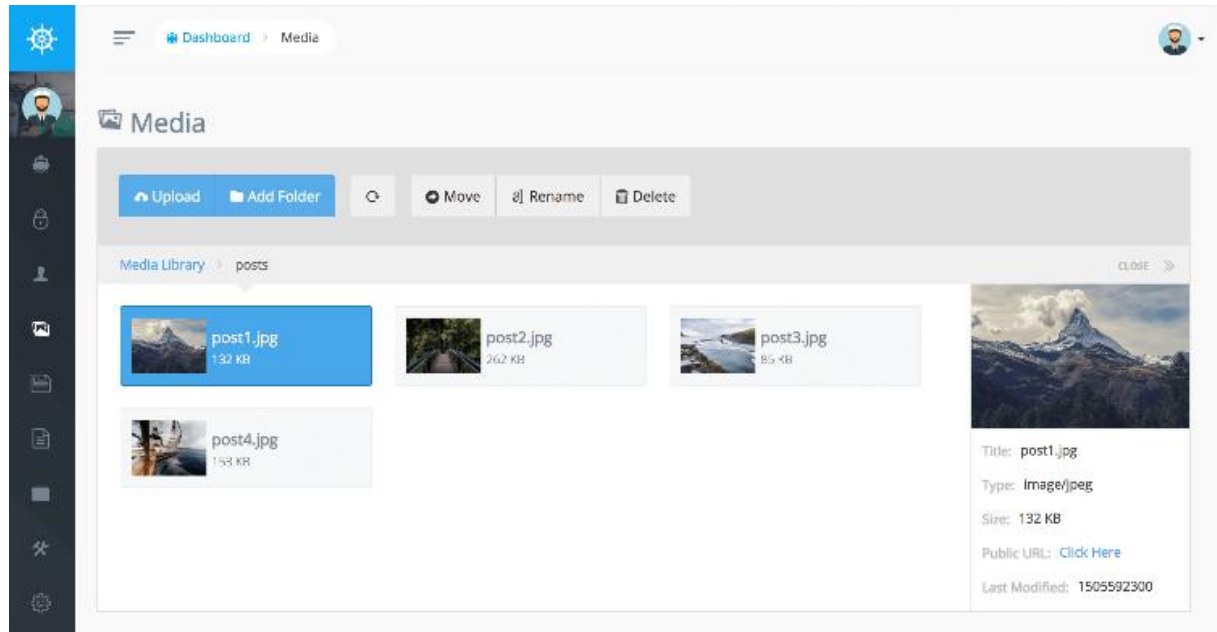 Dashboard > Media
Media
Upload Add Folder Move Rename Delete
Media Library > posts CLOSE
post1.jpg
132 KB
post2.jpg
262 KB
post3.jpg
85 KB
post4.jpg
153 KB
Title: post1.jpg
Type: image/jpeg
Size: 132 KB
Public URL: Click Here
Last Modified: 1505592300